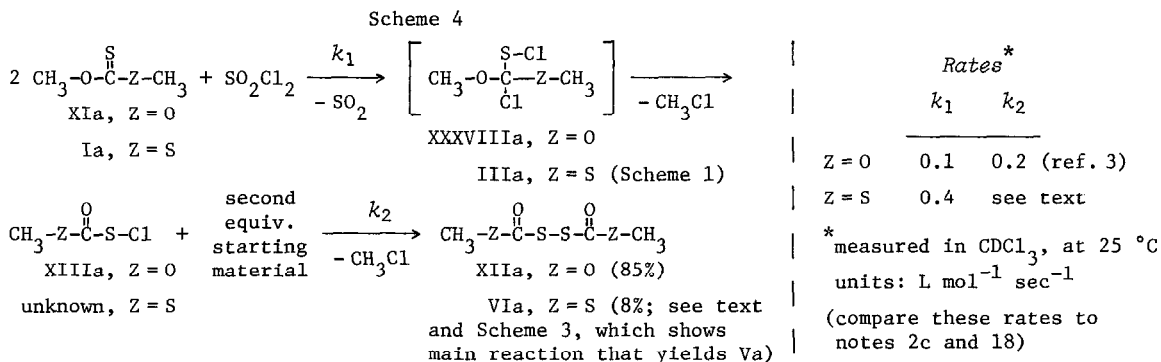 Scheme 4
S
2 CH3-O-C-Z-CH3 + SO2Cl2 k1 - SO2 [ CH3-O-C-Z-CH3 ] - CH3Cl
S-Cl
Cl
XIa, Z = O
Ia, Z = S
XXXVIIIa, Z = O
IIIa, Z = S (Scheme 1)
O
CH3-Z-C-S-Cl + second equiv. starting material k2 - CH3Cl
O O
CH3-Z-C-S-S-C-Z-CH3
XIIIa, Z = O
unknown, Z = S
XIIa, Z = O (85%)
VIa, Z = S (8%; see text
and Scheme 3, which shows
main reaction that yields Va)
Rates*
k1 k2
Z = O 0.1 0.2 (ref. 3)
Z = S 0.4 see text
*measured in CDCl3, at 25 °C
units: L mol-1 sec-1
(compare these rates to
notes 2c and 18)